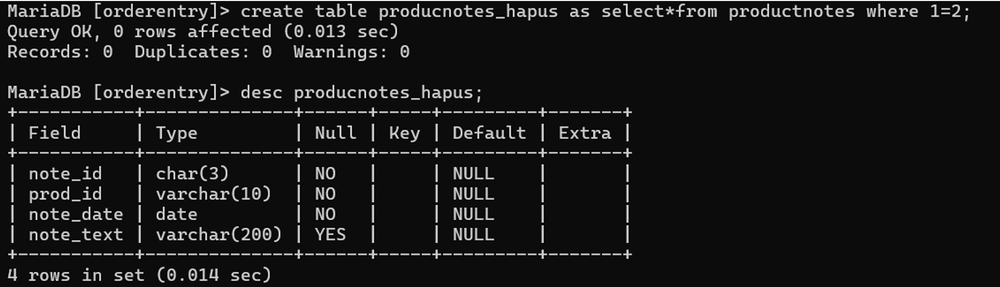 MariaDB [orderentry]> create table producnotes_hapus as select*from productnotes where 1=2;
Query OK, 0 rows affected (0.013 sec)
Records: 0  Duplicates: 0  Warnings: 0

MariaDB [orderentry]> desc producnotes_hapus;
+-----------+--------------+------+-----+---------+-------+
| Field     | Type         | Null | Key | Default | Extra |
+-----------+--------------+------+-----+---------+-------+
| note_id   | char(3)      | NO   |     | NULL    |       |
| prod_id   | varchar(10)  | NO   |     | NULL    |       |
| note_date | date         | NO   |     | NULL    |       |
| note_text | varchar(200) | YES  |     | NULL    |       |
+-----------+--------------+------+-----+---------+-------+
4 rows in set (0.014 sec)